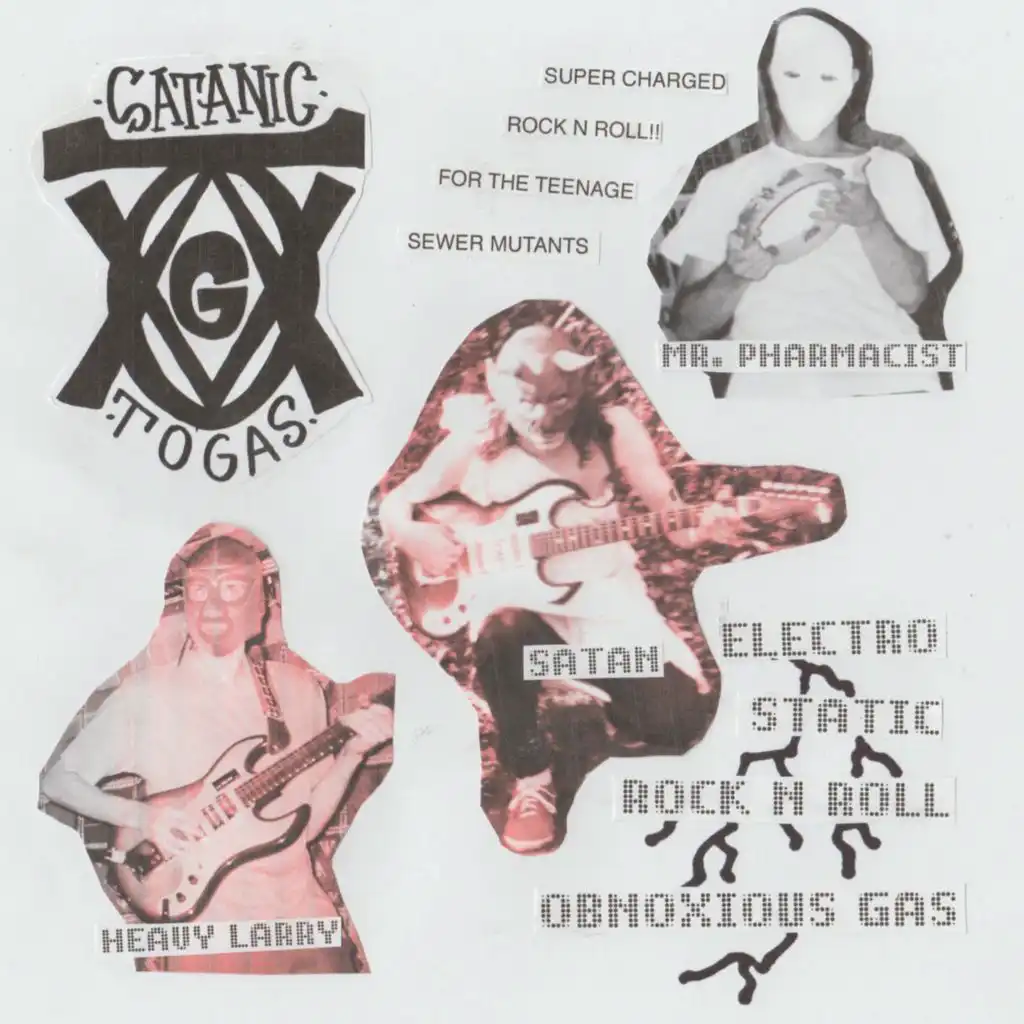 SATANIC
G
TOGAS
SUPER CHARGED
ROCK N ROLL!!
FOR THE TEENAGE
SEWER MUTANTS
MR. PHARMACIST
SATAN
HEAVY LARRY
ELECTRO
STATIC
ROCK N ROLL
OBNOXIOUS GAS